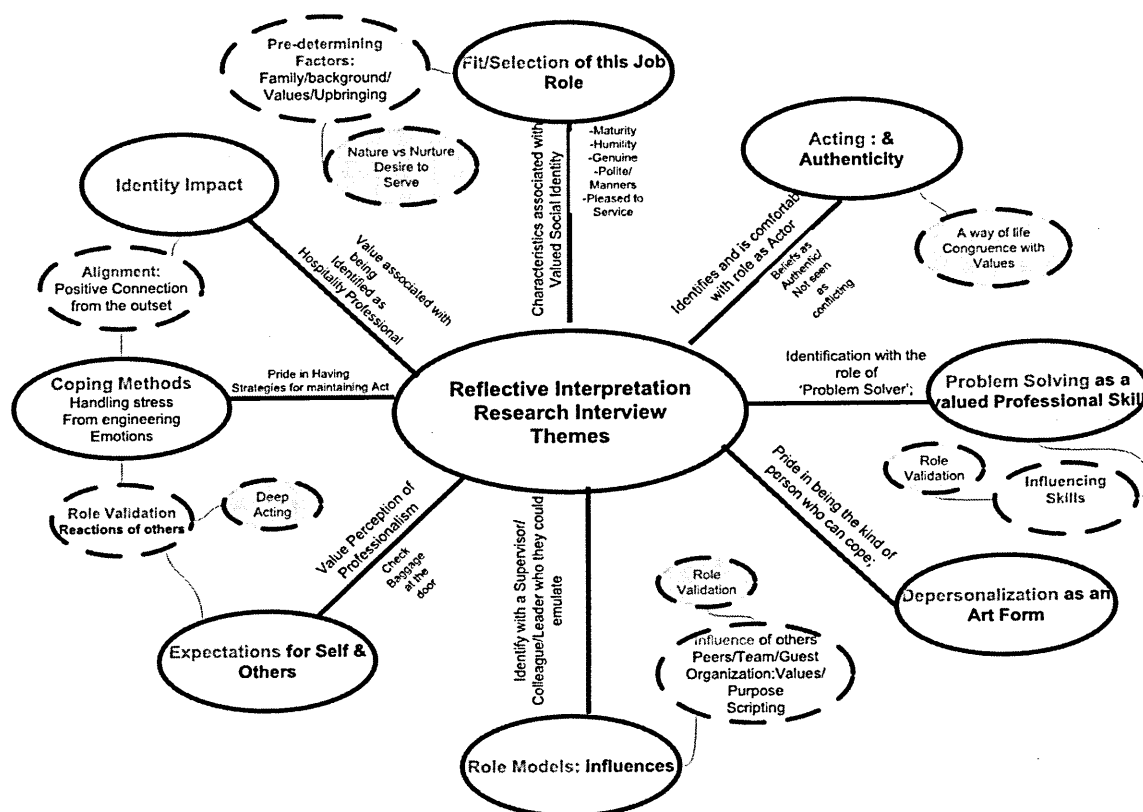 Pre-determining
Factors:
Family/background/
Values/Upbringing
Fit/Selection of this Job
Role
Nature vs Nurture
Desire to
Serve
Characteristics associated with
Valued Social Identity
-Maturity
-Humility
-Genuine
-Polite/
Manners
-Pleased to
Service
Acting : &
Authenticity
A way of life
Congruence with
Values
Identifies and is comfortab
with role as Actor
Beliefs as
Authentic/
Not seen
as
conflicting
Identity Impact
Value associated with
being
Identified as
Hospitality Professional
Alignment:
Positive Connection
from the outset
Coping Methods
Handling stress
From engineering
Emotions
Pride in Having
Strategies for maintaining Act
Reflective Interpretation
Research Interview
Themes
Identification with the
role of
'Problem Solver';
Problem Solving as a
valued Professional Skill
Role
Validation
Influencing
Skills
Pride in being the kind of
person who can cope;
Depersonalization as an
Art Form
Role Validation
Reactions of others
Deep
Acting
Value Perception of
Professionalism
Check
Baggage
at the
door
Expectations for Self &
Others
Identify with a Supervisor/
Colleague/Leader who they could
emulate
Role
Validation
Influence of others
Peers/Team/Guest
Organization:Values/
Purpose
Scripting
Role Models: Influences